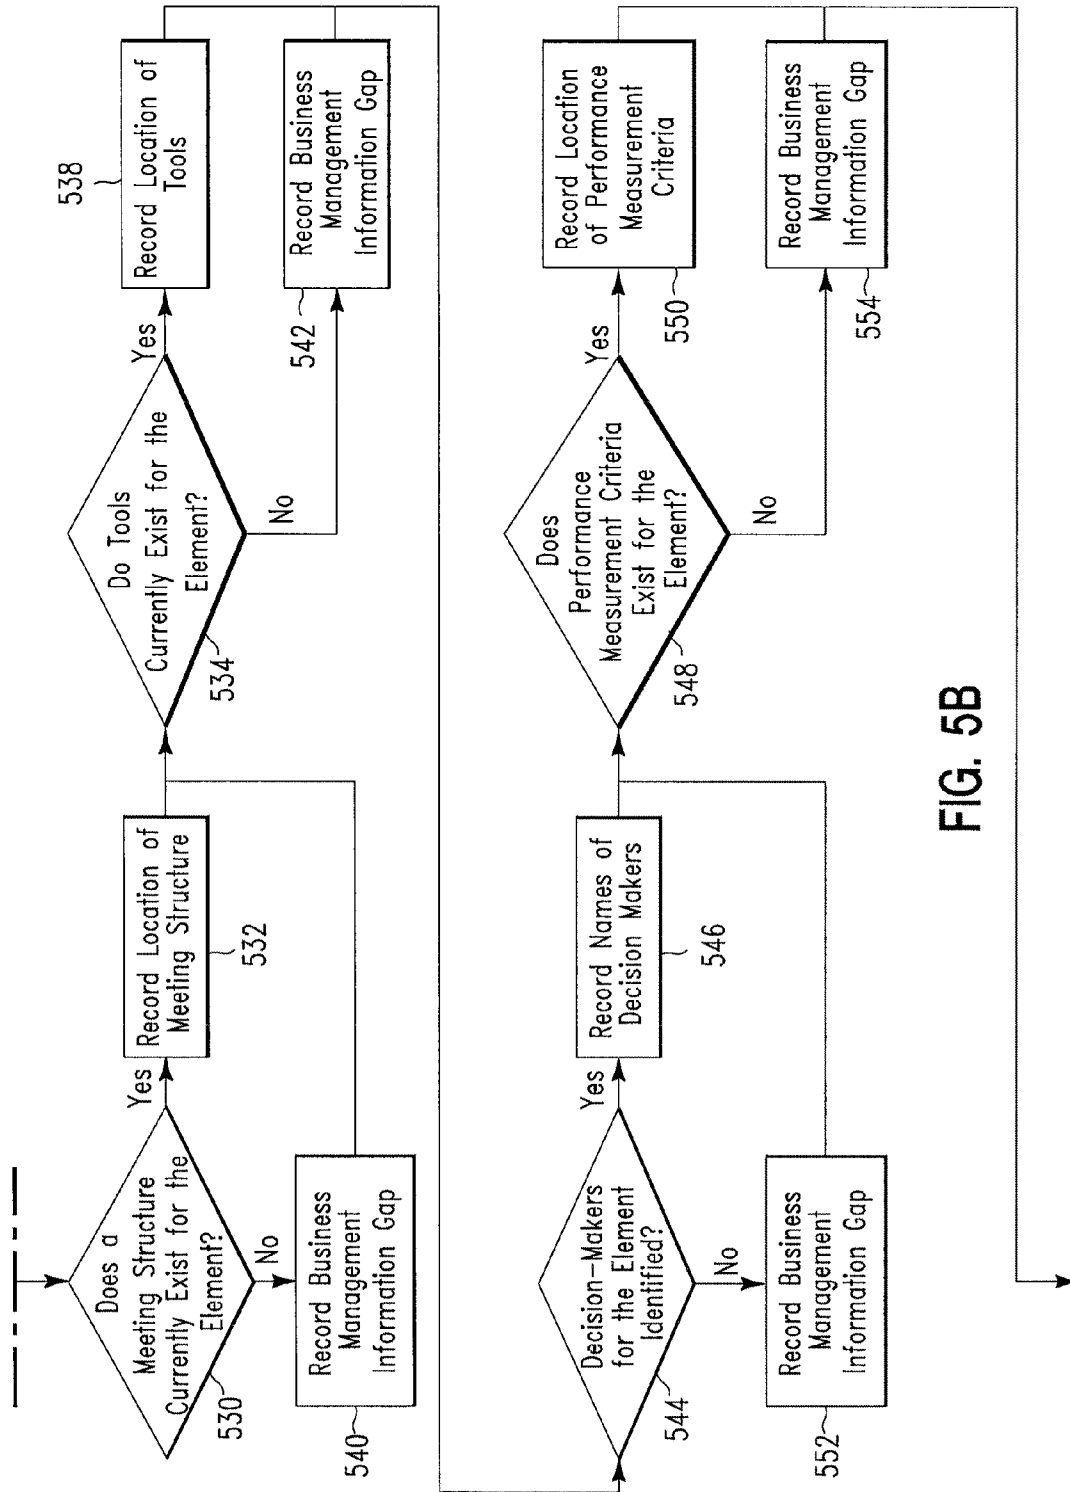 Does a
Meeting Structure
Currently Exist for the
Element?
530
Yes
No
Record Location of
Meeting Structure
532
Record Business
Management
Information Gap
540
Do Tools
Currently Exist for the
Element?
534
Yes
No
Record Location of
Tools
538
Record Business
Management
Information Gap
542
Decision-Makers
for the Element
Identified?
544
Yes
No
Record Names of
Decision Makers
546
Record Business
Management
Information Gap
552
Does
Performance
Measurement Criteria
Exist for the
Element?
548
Yes
No
Record Location
of Performance
Measurement
Criteria
550
Record Business
Management
Information Gap
554
FIG. 5B